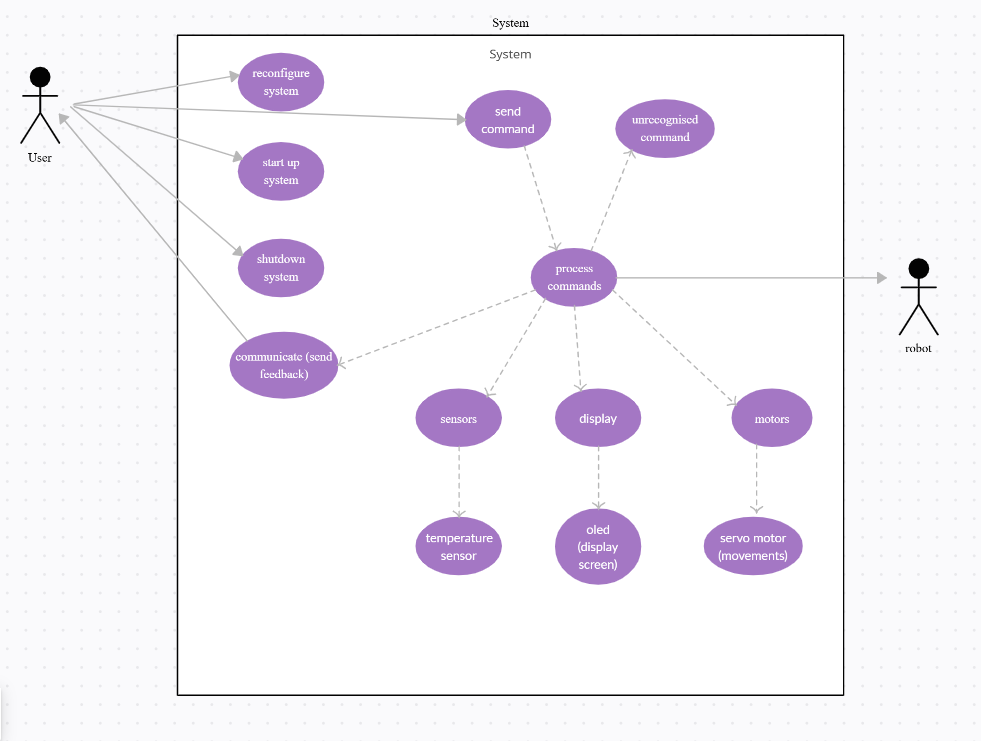 System
System
reconfigure
system
send
command
unrecognised
command
User
start up
system
shutdown
system
process
commands
robot
communicate (send
feedback)
sensors
display
motors
temperature
sensor
oled
(display
screen)
servo motor
(movements)